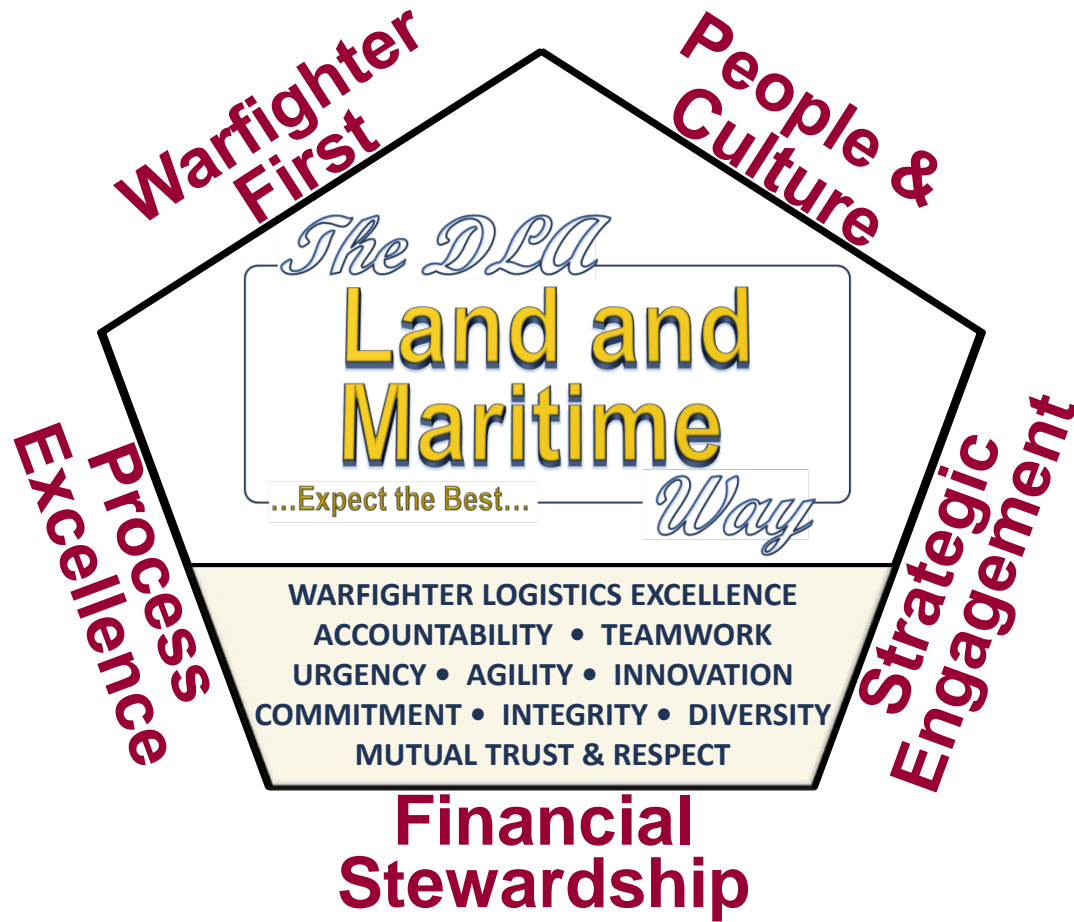 Warfighter
First
People &
Culture
The DLA
Land and
Maritime
...Expect the Best...
Way
Process
Excellence
Strategic
Engagement
WARFIGHTER LOGISTICS EXCELLENCE
ACCOUNTABILITY • TEAMWORK
URGENCY • AGILITY • INNOVATION
COMMITMENT • INTEGRITY • DIVERSITY
MUTUAL TRUST & RESPECT
Financial
Stewardship